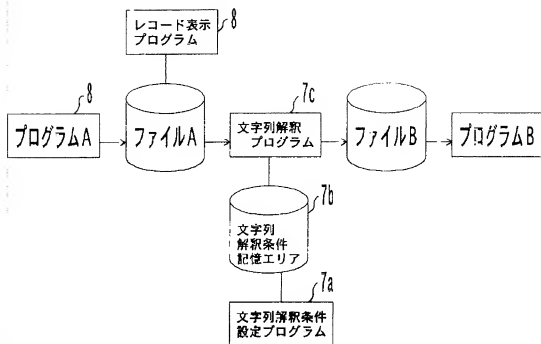 レコード表示
プログラム
8
8
7c
プログラムA
ファイルA
文字列解釈
プログラム
ファイルB
プログラムB
7b
文字列
解釈条件
記憶エリア
7a
文字列解釈条件
設定プログラム